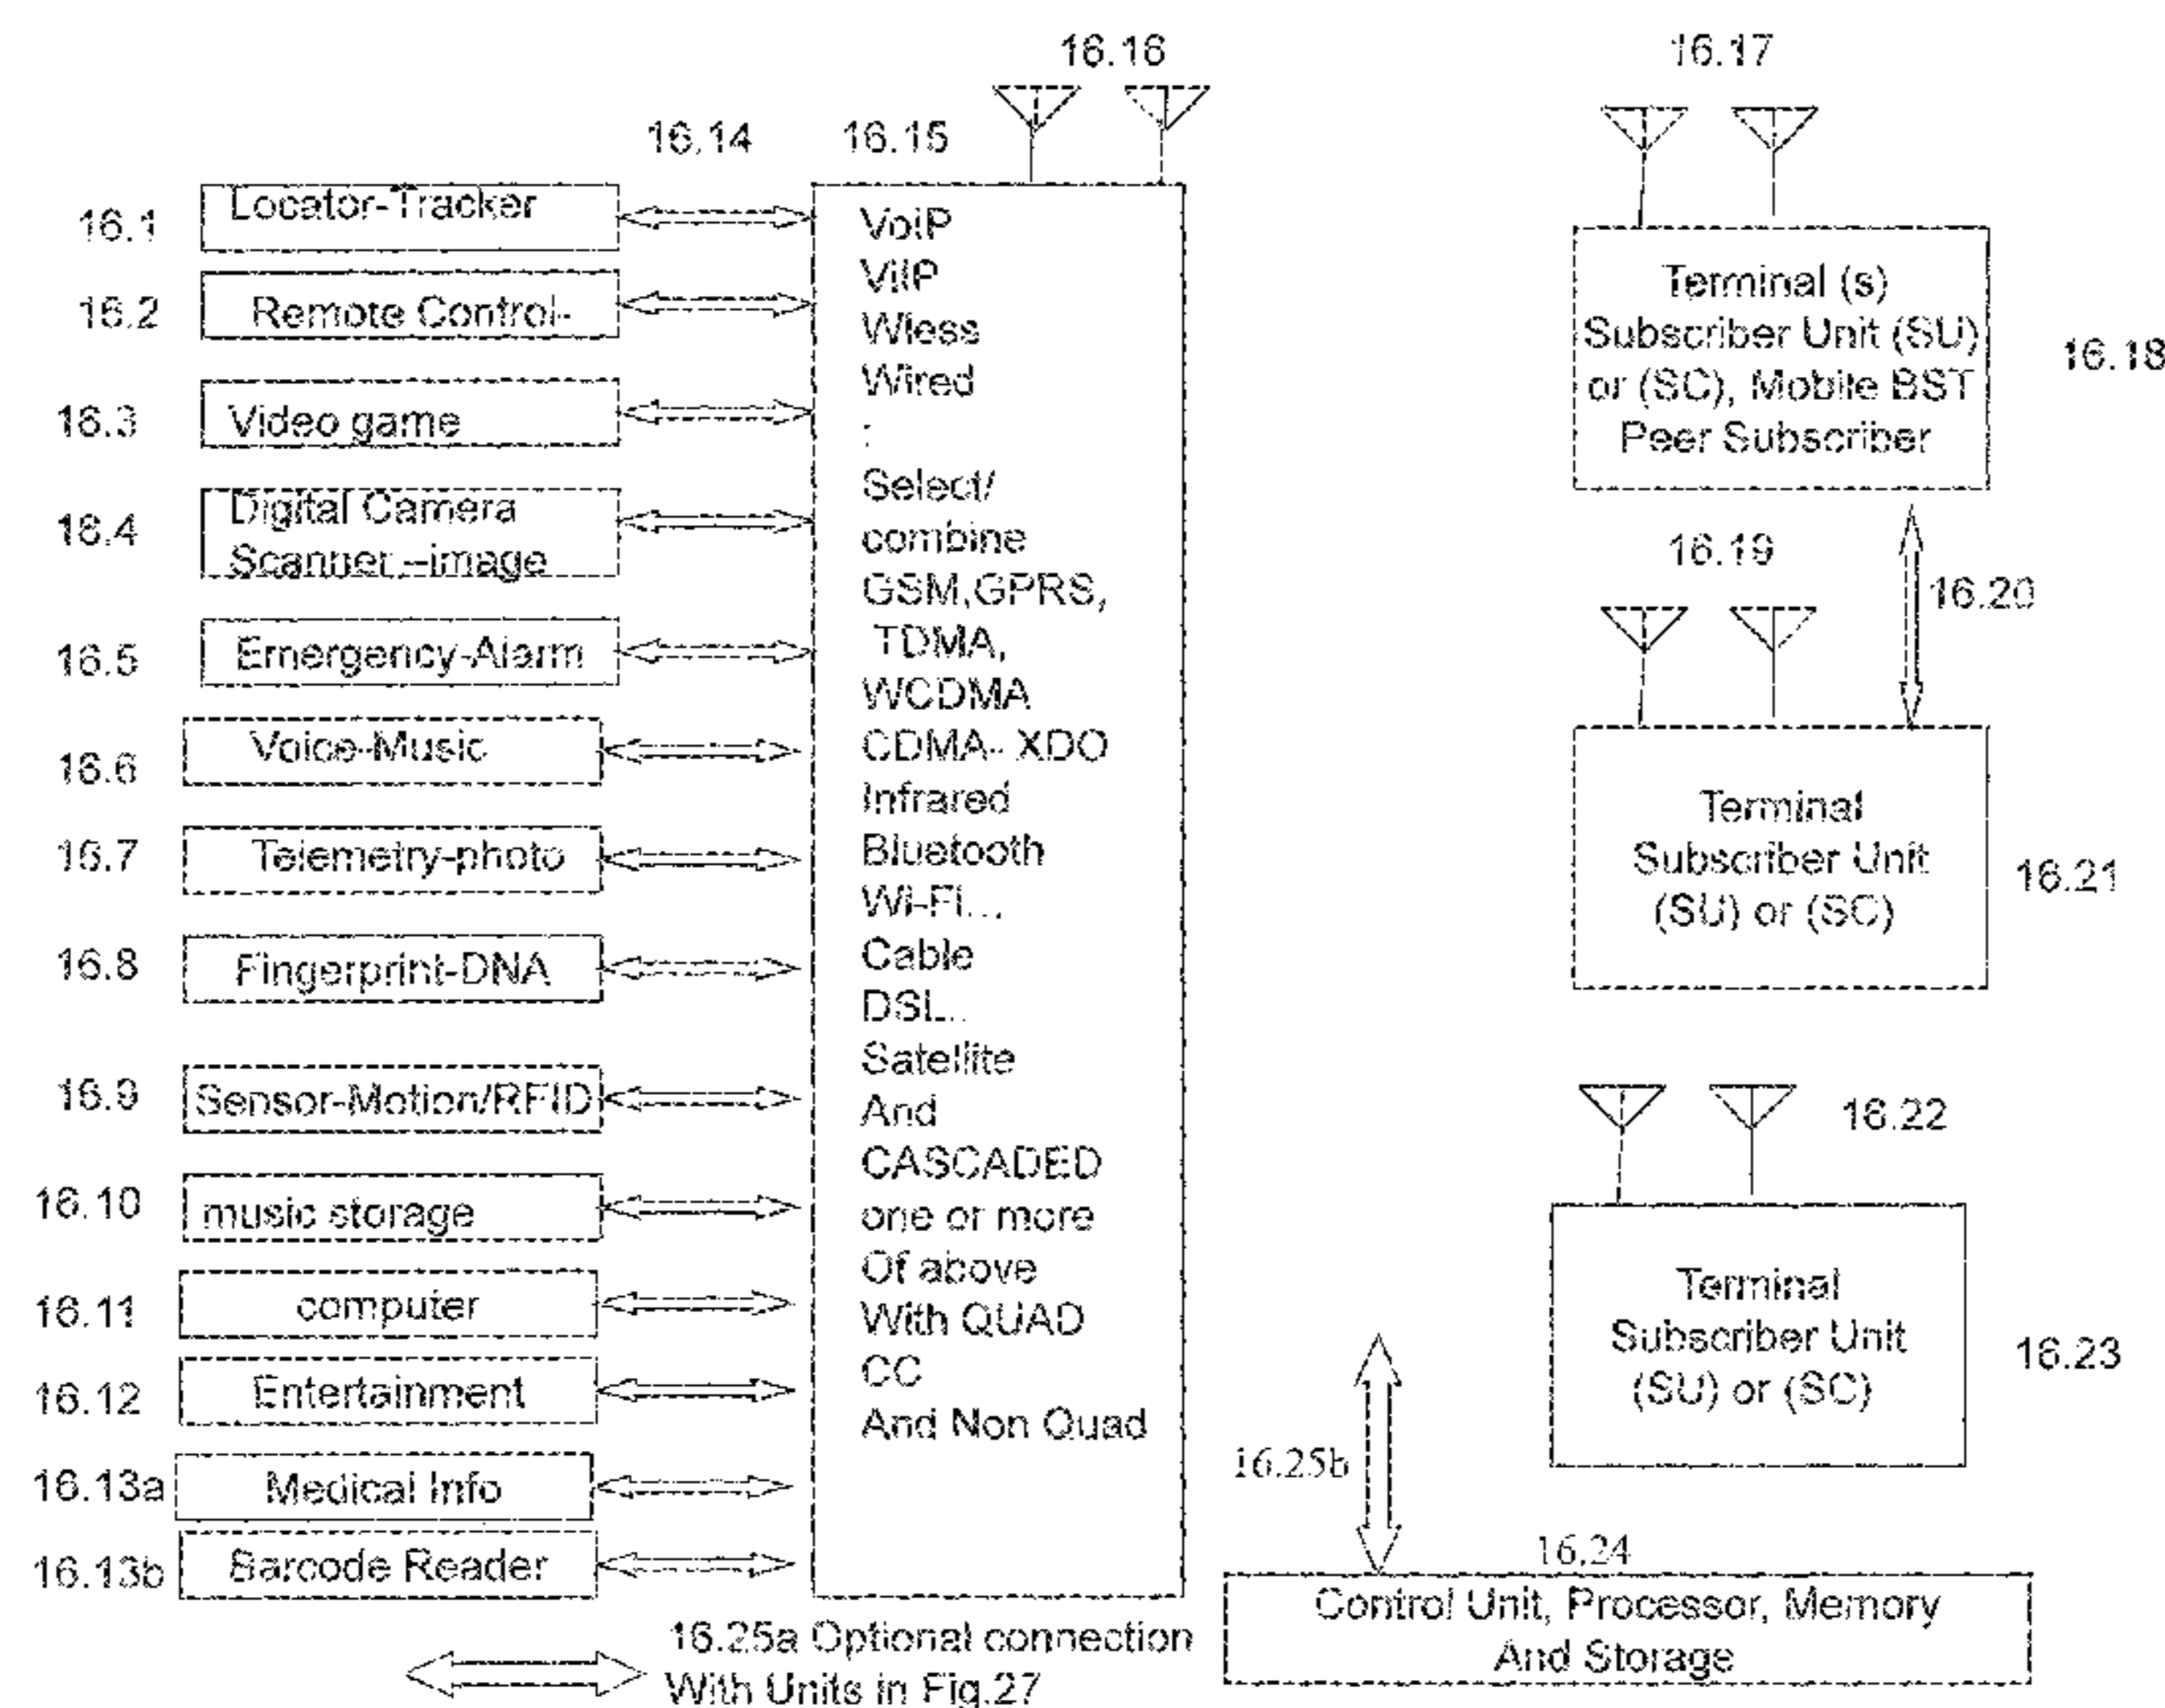 16.16
16.17
16.14
16.15
16.1
Locator-Tracker
16.2
Remote Control-
16.3
Video game
16.4
Digital Camera
Scanner –image
16.5
Emergency-Alarm
16.6
Voice-Music
16.7
Telemetry-photo
16.8
Fingerprint-DNA
16.9
Sensor-Motion/RFID
16.10
music storage
16.11
computer
16.12
Entertainment
16.13a
Medical Info
16.13b
Barcode Reader
VoIP
ViIP
Wless
Wired
:
Select/
combine
GSM,GPRS,
TDMA,
WCDMA
CDMA- XDO
Infrared
Bluetooth
Wi-Fi...
Cable
DSL..
Satellite
And
CASCADED
one or more
Of above
With QUAD
CC
And Non Quad
Terminal (s)
Subscriber Unit (SU)
or (SC), Mobile BST
Peer Subscriber
16.18
16.19
16.20
Terminal
Subscriber Unit
(SU) or (SC)
16.21
16.22
Terminal
Subscriber Unit
(SU) or (SC)
16.23
16.25b
16.24
Control Unit, Processor, Memory
And Storage
16.25a Optional connection
With Units in Fig.27